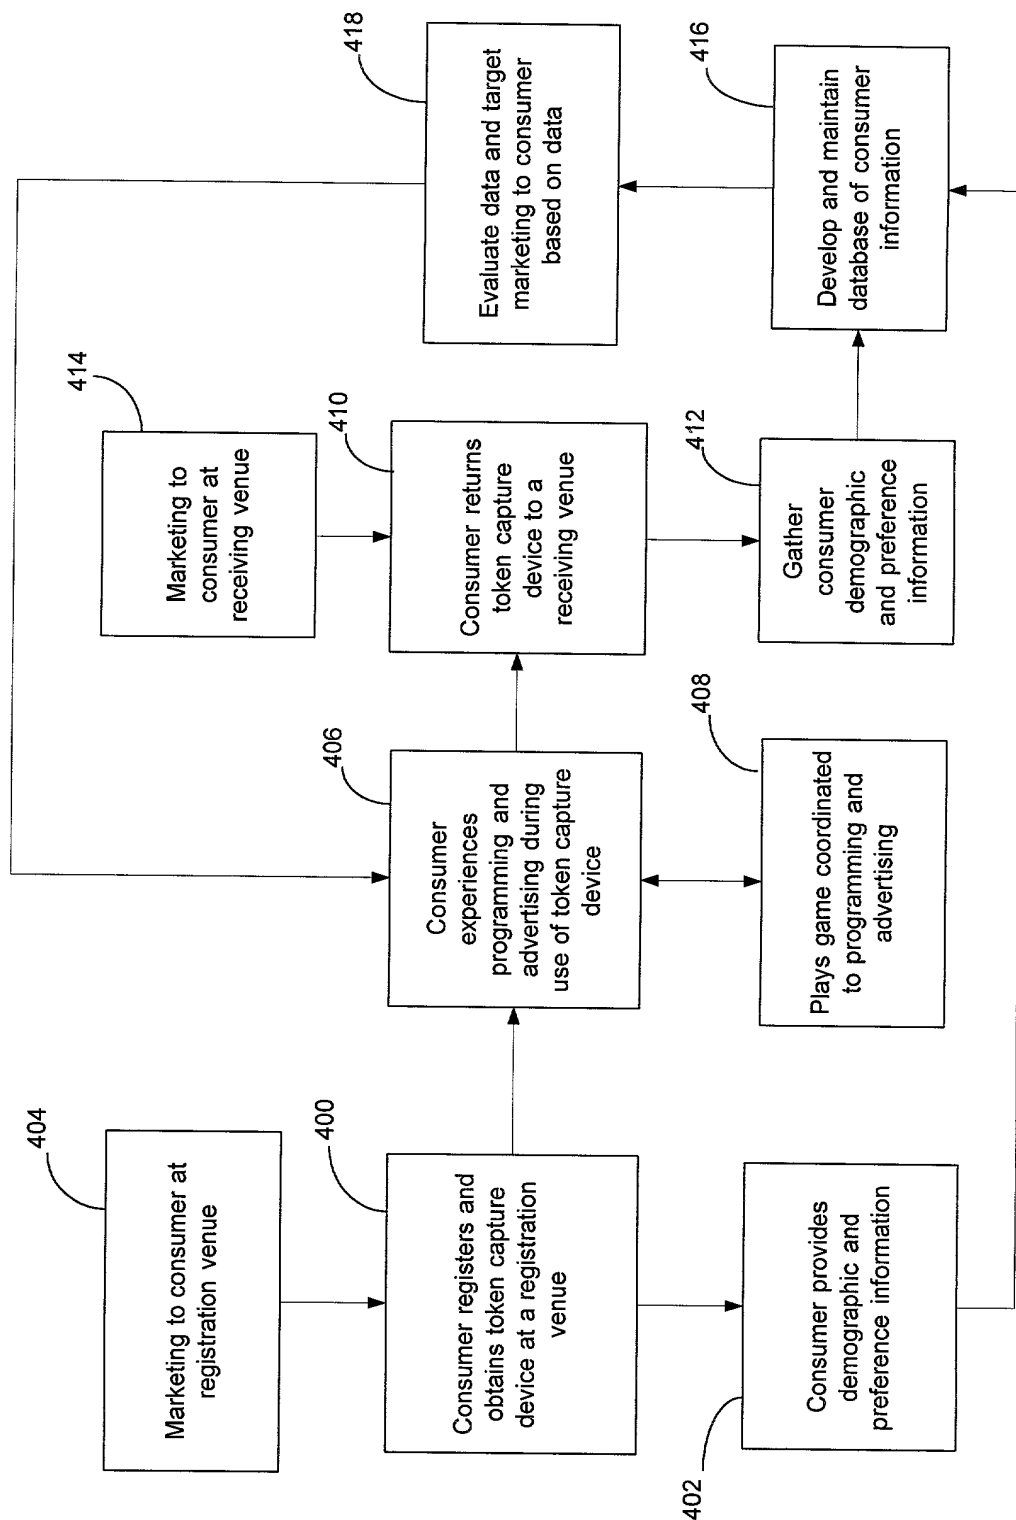 404
Marketing to consumer at
registration venue
400
Consumer registers and
obtains token capture
device at a registration
venue
402
Consumer provides
demographic and
preference information
406
Consumer
experiences
programming and
advertising during
use of token capture
device
408
Plays game coordinated
to programming and
advertising
414
Marketing to
consumer at
receiving venue
410
Consumer returns
token capture
device to a
receiving venue
412
Gather
consumer
demographic
and preference
information
418
Evaluate data and target
marketing to consumer
based on data
416
Develop and maintain
database of consumer
information